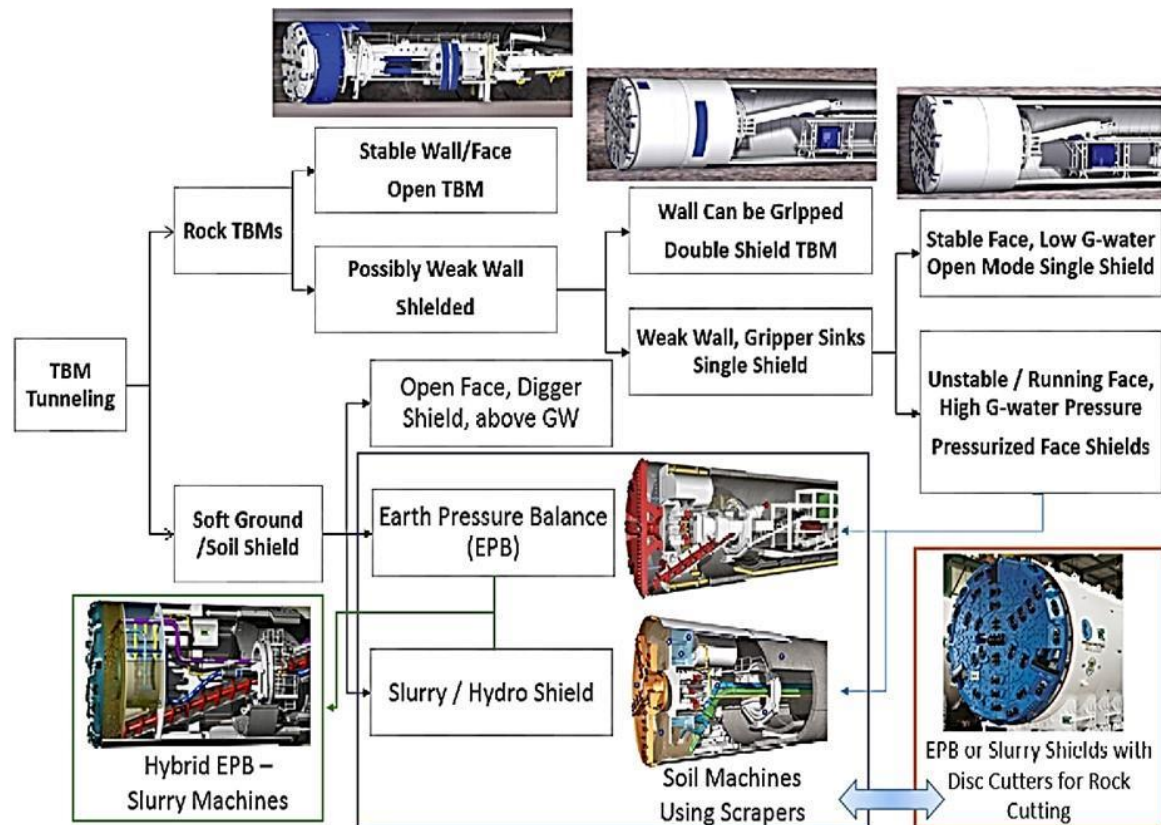 Stable Wall/Face
Open TBM
Rock TBMs
Possibly Weak Wall
Shielded
Wall Can be Gripped
Double Shield TBM
Weak Wall, Gripper Sinks
Single Shield
Stable Face, Low G-water
Open Mode Single Shield
Unstable / Running Face,
High G-water Pressure
Pressurized Face Shields
TBM
Tunneling
Open Face, Digger
Shield, above GW
Soft Ground
/Soil Shield
Earth Pressure Balance
(EPB)
Slurry / Hydro Shield
Hybrid EPB –
Slurry Machines
Soil Machines
Using Scrapers
EPB or Slurry Shields with
Disc Cutters for Rock
Cutting